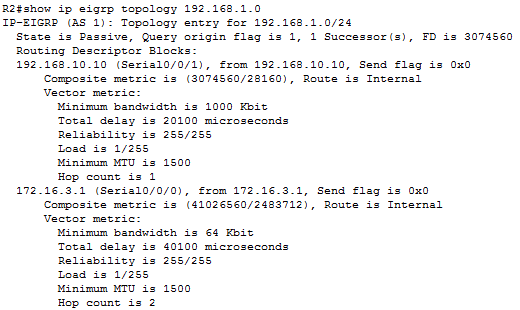 R2#show ip eigrp topology 192.168.1.0
IP-EIGRP (AS 1): Topology entry for 192.168.1.0/24
State is Passive, Query origin flag is 1, 1 Successor(s), FD is 3074560
Routing Descriptor Blocks:
192.168.10.10 (Serial0/0/1), from 192.168.10.10, Send flag is 0x0
Composite metric is (3074560/28160), Route is Internal
Vector metric:
Minimum bandwidth is 1000 Kbit
Total delay is 20100 microseconds
Reliability is 255/255
Load is 1/255
Minimum MTU is 1500
Hop count is 1
172.16.3.1 (Serial0/0/0), from 172.16.3.1, Send flag is 0x0
Composite metric is (41026560/2483712), Route is Internal
Vector metric:
Minimum bandwidth is 64 Kbit
Total delay is 40100 microseconds
Reliability is 255/255
Load is 1/255
Minimum MTU is 1500
Hop count is 2